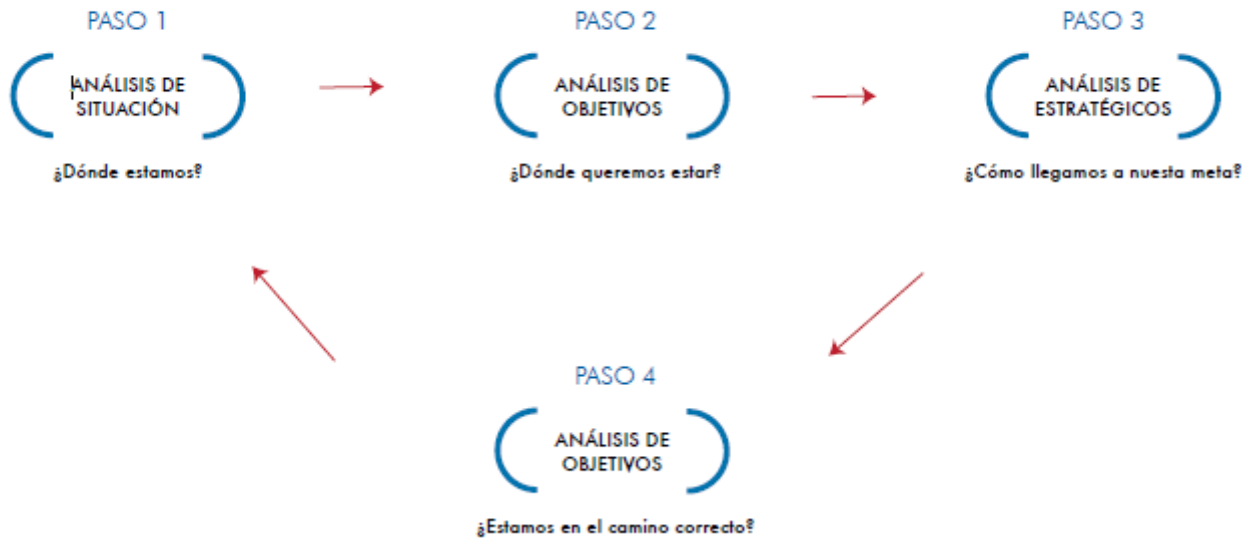 PASO 1
ANÁLISIS DE
SITUACIÓN
¿Dónde estamos?
PASO 2
ANÁLISIS DE
OBJETIVOS
¿Dónde queremos estar?
PASO 3
ANÁLISIS DE
ESTRATÉGICOS
¿Cómo llegamos a nuesta meta?
PASO 4
ANÁLISIS DE
OBJETIVOS
¿Estamos en el camino correcto?